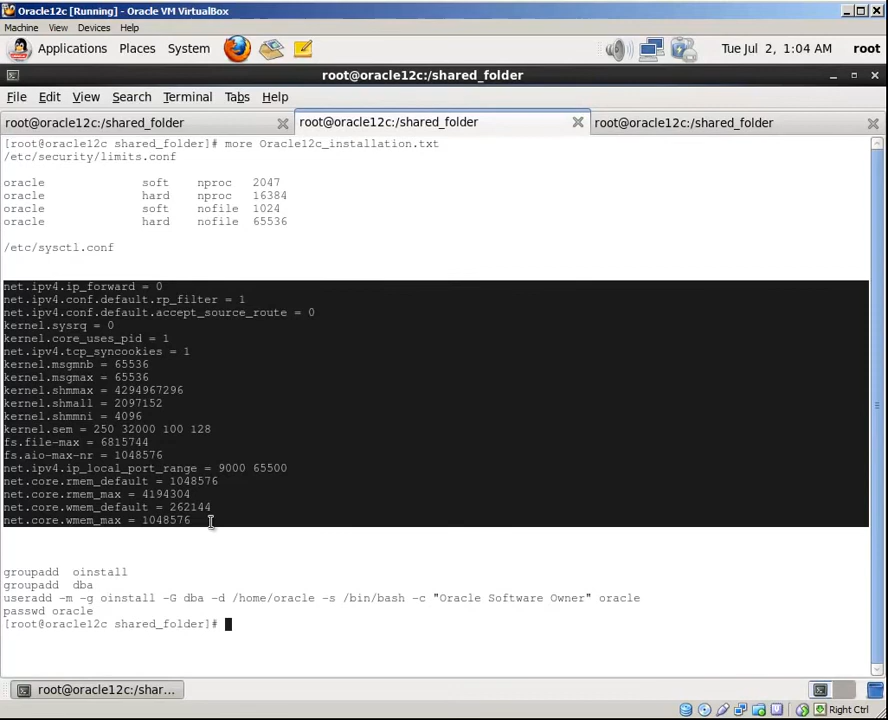 Oracle12c [Running] - Oracle VM VirtualBox
Machine View Devices Help
Applications Places System Tue Jul 2, 1:04 AM root
root@oracle12c:/shared_folder
File Edit View Search Terminal Tabs Help
root@oracle12c:/shared_folder root@oracle12c:/shared_folder root@oracle12c:/shared_folder
[root@oracle12c shared_folder]# more Oracle12c_installation.txt
/etc/security/limits.conf
oracle soft nproc 2047
oracle hard nproc 16384
oracle soft nofile 1024
oracle hard nofile 65536
/etc/sysctl.conf
net.ipv4.ip_forward = 0
net.ipv4.conf.default.rp_filter = 1
net.ipv4.conf.default.accept_source_route = 0
kernel.sysrq = 0
kernel.core_uses_pid = 1
net.ipv4.tcp_syncookies = 1
kernel.msgmnb = 65536
kernel.msgmax = 65536
kernel.shmmax = 4294967296
kernel.shmall = 2097152
kernel.shmmni = 4096
kernel.sem = 250 32000 100 128
fs.file-max = 6815744
fs.aio-max-nr = 1048576
net.ipv4.ip_local_port_range = 9000 65500
net.core.rmem_default = 1048576
net.core.rmem_max = 4194304
net.core.wmem_default = 262144
net.core.wmem_max = 1048576
groupadd oinstall
groupadd dba
useradd -m -g oinstall -G dba -d /home/oracle -s /bin/bash -c "Oracle Software Owner" oracle
passwd oracle
[root@oracle12c shared_folder]#
root@oracle12c:/shar...
Right Ctrl